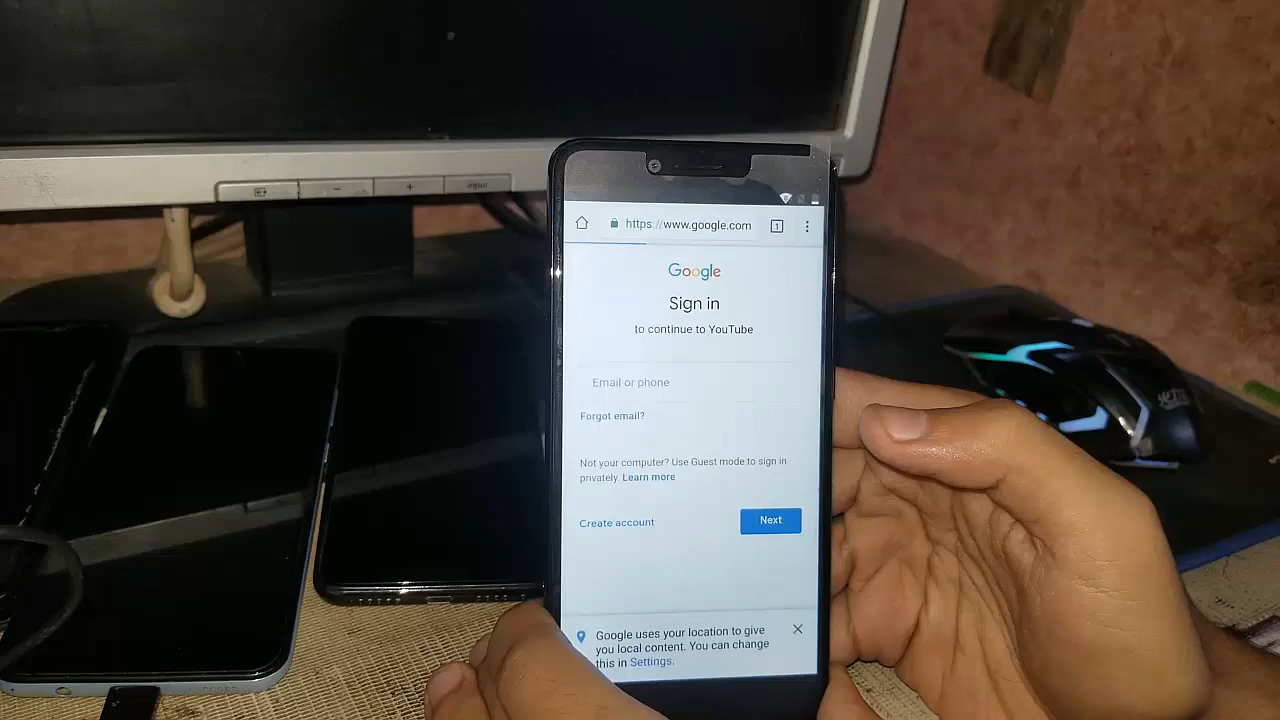 input
https://www.google.com
1
Google
Sign in
to continue to YouTube
Email or phone
Forgot email?
Not your computer? Use Guest mode to sign in
privately. Learn more
Create account
Next
Google uses your location to give
you local content. You can change
this in Settings.